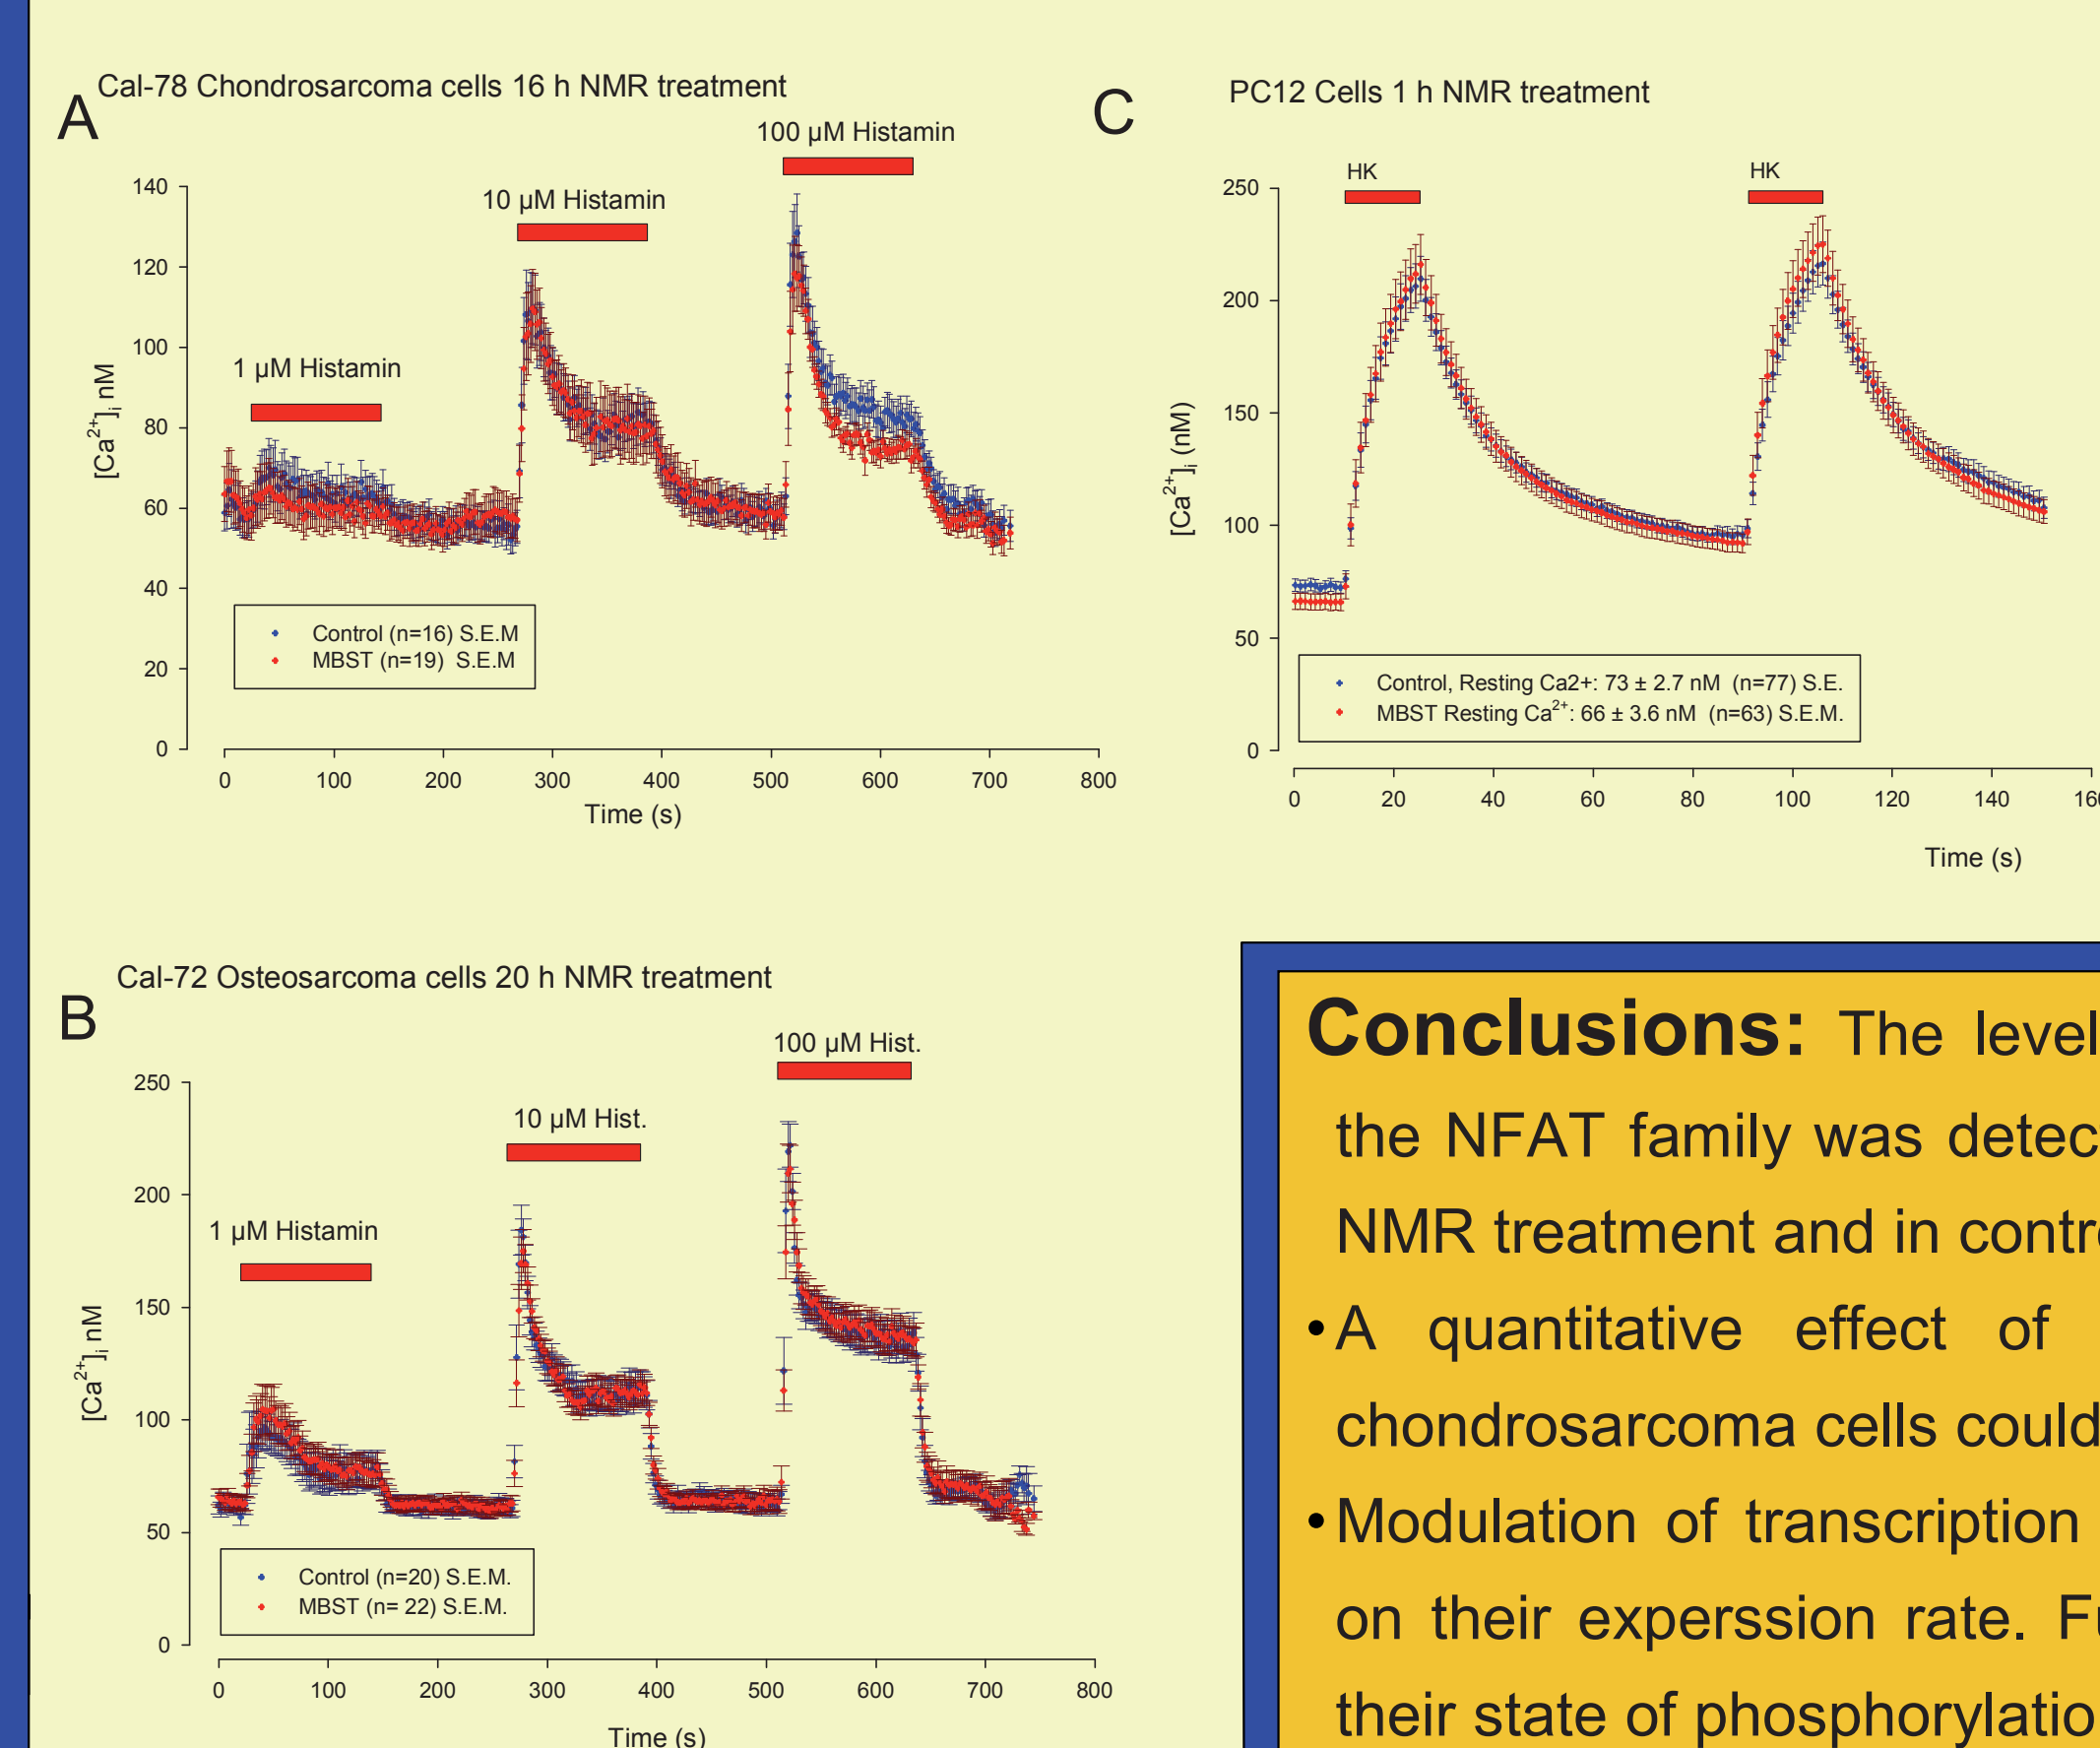 A
Cal-78 Chondrosarcoma cells 16 h NMR treatment
100 µM Histamin
10 µM Histamin
1 µM Histamin
[Ca2+]i nM
140
120
100
80
60
40
20
0
Control (n=16) S.E.M
MBST (n=19) S.E.M
0 100 200 300 400 500 600 700 800
Time (s)
C
PC12 Cells 1 h NMR treatment
HK HK
[Ca2+]i (nM)
250
200
150
100
50
0
Control, Resting Ca2+: 73 ± 2.7 nM (n=77) S.E.
MBST Resting Ca2+: 66 ± 3.6 nM (n=63) S.E.M.
0 20 40 60 80 100 120 140
Time (s)
B
Cal-72 Osteosarcoma cells 20 h NMR treatment
100 µM Hist.
10 µM Hist.
1 µM Histamin
[Ca2+]i nM
250
200
150
100
50
0
Control (n=20) S.E.M.
MBST (n= 22) S.E.M.
0 100 200 300 400 500 600 700 800
Time (s)
Conclusions: The level
the NFAT family was detec
NMR treatment and in contr
•A quantitative effect of
chondrosarcoma cells could
•Modulation of transcription
on their experssion rate. F
their state of phosphorylatio